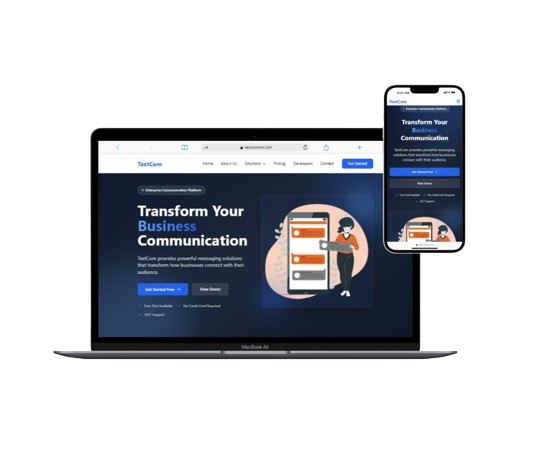 textcomsms.com
TextCom
Home About Us Solutions Pricing Developers Contact Get Started
Enterprise Communication Platform
Transform Your
Business
Communication
TextCom provides powerful messaging solutions
that transform how businesses connect with their
audience.
Get Started Free → View Demo
✓ Free Trial Available ✓ No Credit Card Required
✓ 24/7 Support
MacBook Air
TextCom
Enterprise Communication Platform
Transform Your
Business
Communication
TextCom provides powerful messaging
solutions that transform how businesses
connect with their audience.
Get Started Free →
View Demo
✓ Free Trial Available ✓ No Credit Card Required
✓ 24/7 Support